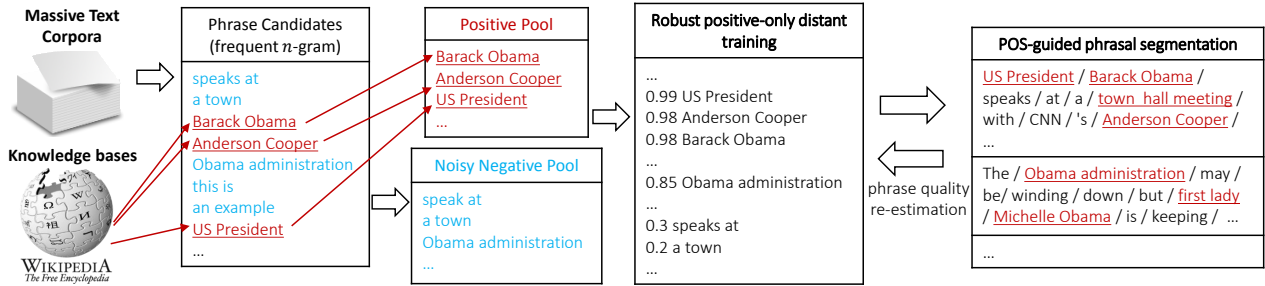 Massive Text
Corpora
Knowledge bases
WIKIPEDIA
The Free Encyclopedia
Phrase Candidates
(frequent n-gram)
speaks at
a town
Barack Obama
Anderson Cooper
Obama administration
this is
an example
US President
...
Positive Pool
Barack Obama
Anderson Cooper
US President
...
Noisy Negative Pool
speak at
a town
Obama administration
...
Robust positive-only distant
training
...
0.99 US President
0.98 Anderson Cooper
0.98 Barack Obama
...
0.85 Obama administration
...
0.3 speaks at
0.2 a town
...
phrase quality
re-estimation
POS-guided phrasal segmentation
US President / Barack Obama /
speaks / at / a / town hall meeting /
with / CNN / 's / Anderson Cooper /
...
The / Obama administration / may /
be/ winding / down / but / first lady
/ Michelle Obama / is / keeping / ...
...